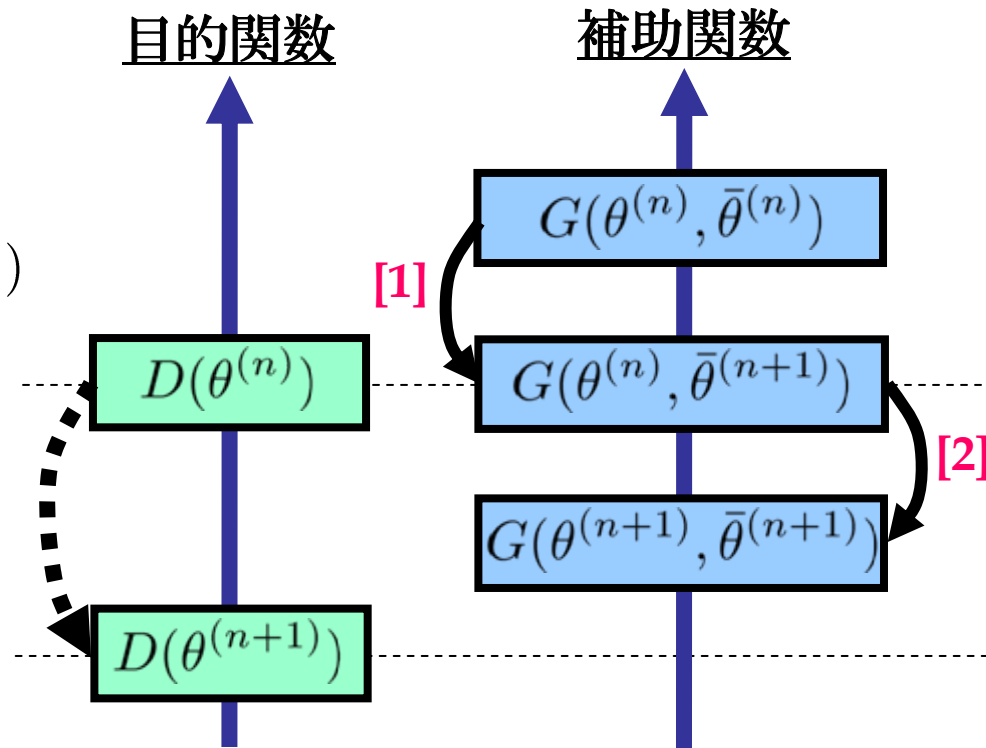 目的関数
補助関数
G(θ^(n), θ̄^(n))
)
[1]
D(θ^(n))
G(θ^(n), θ̄^(n+1))
[2]
G(θ^(n+1), θ̄^(n+1))
D(θ^(n+1))